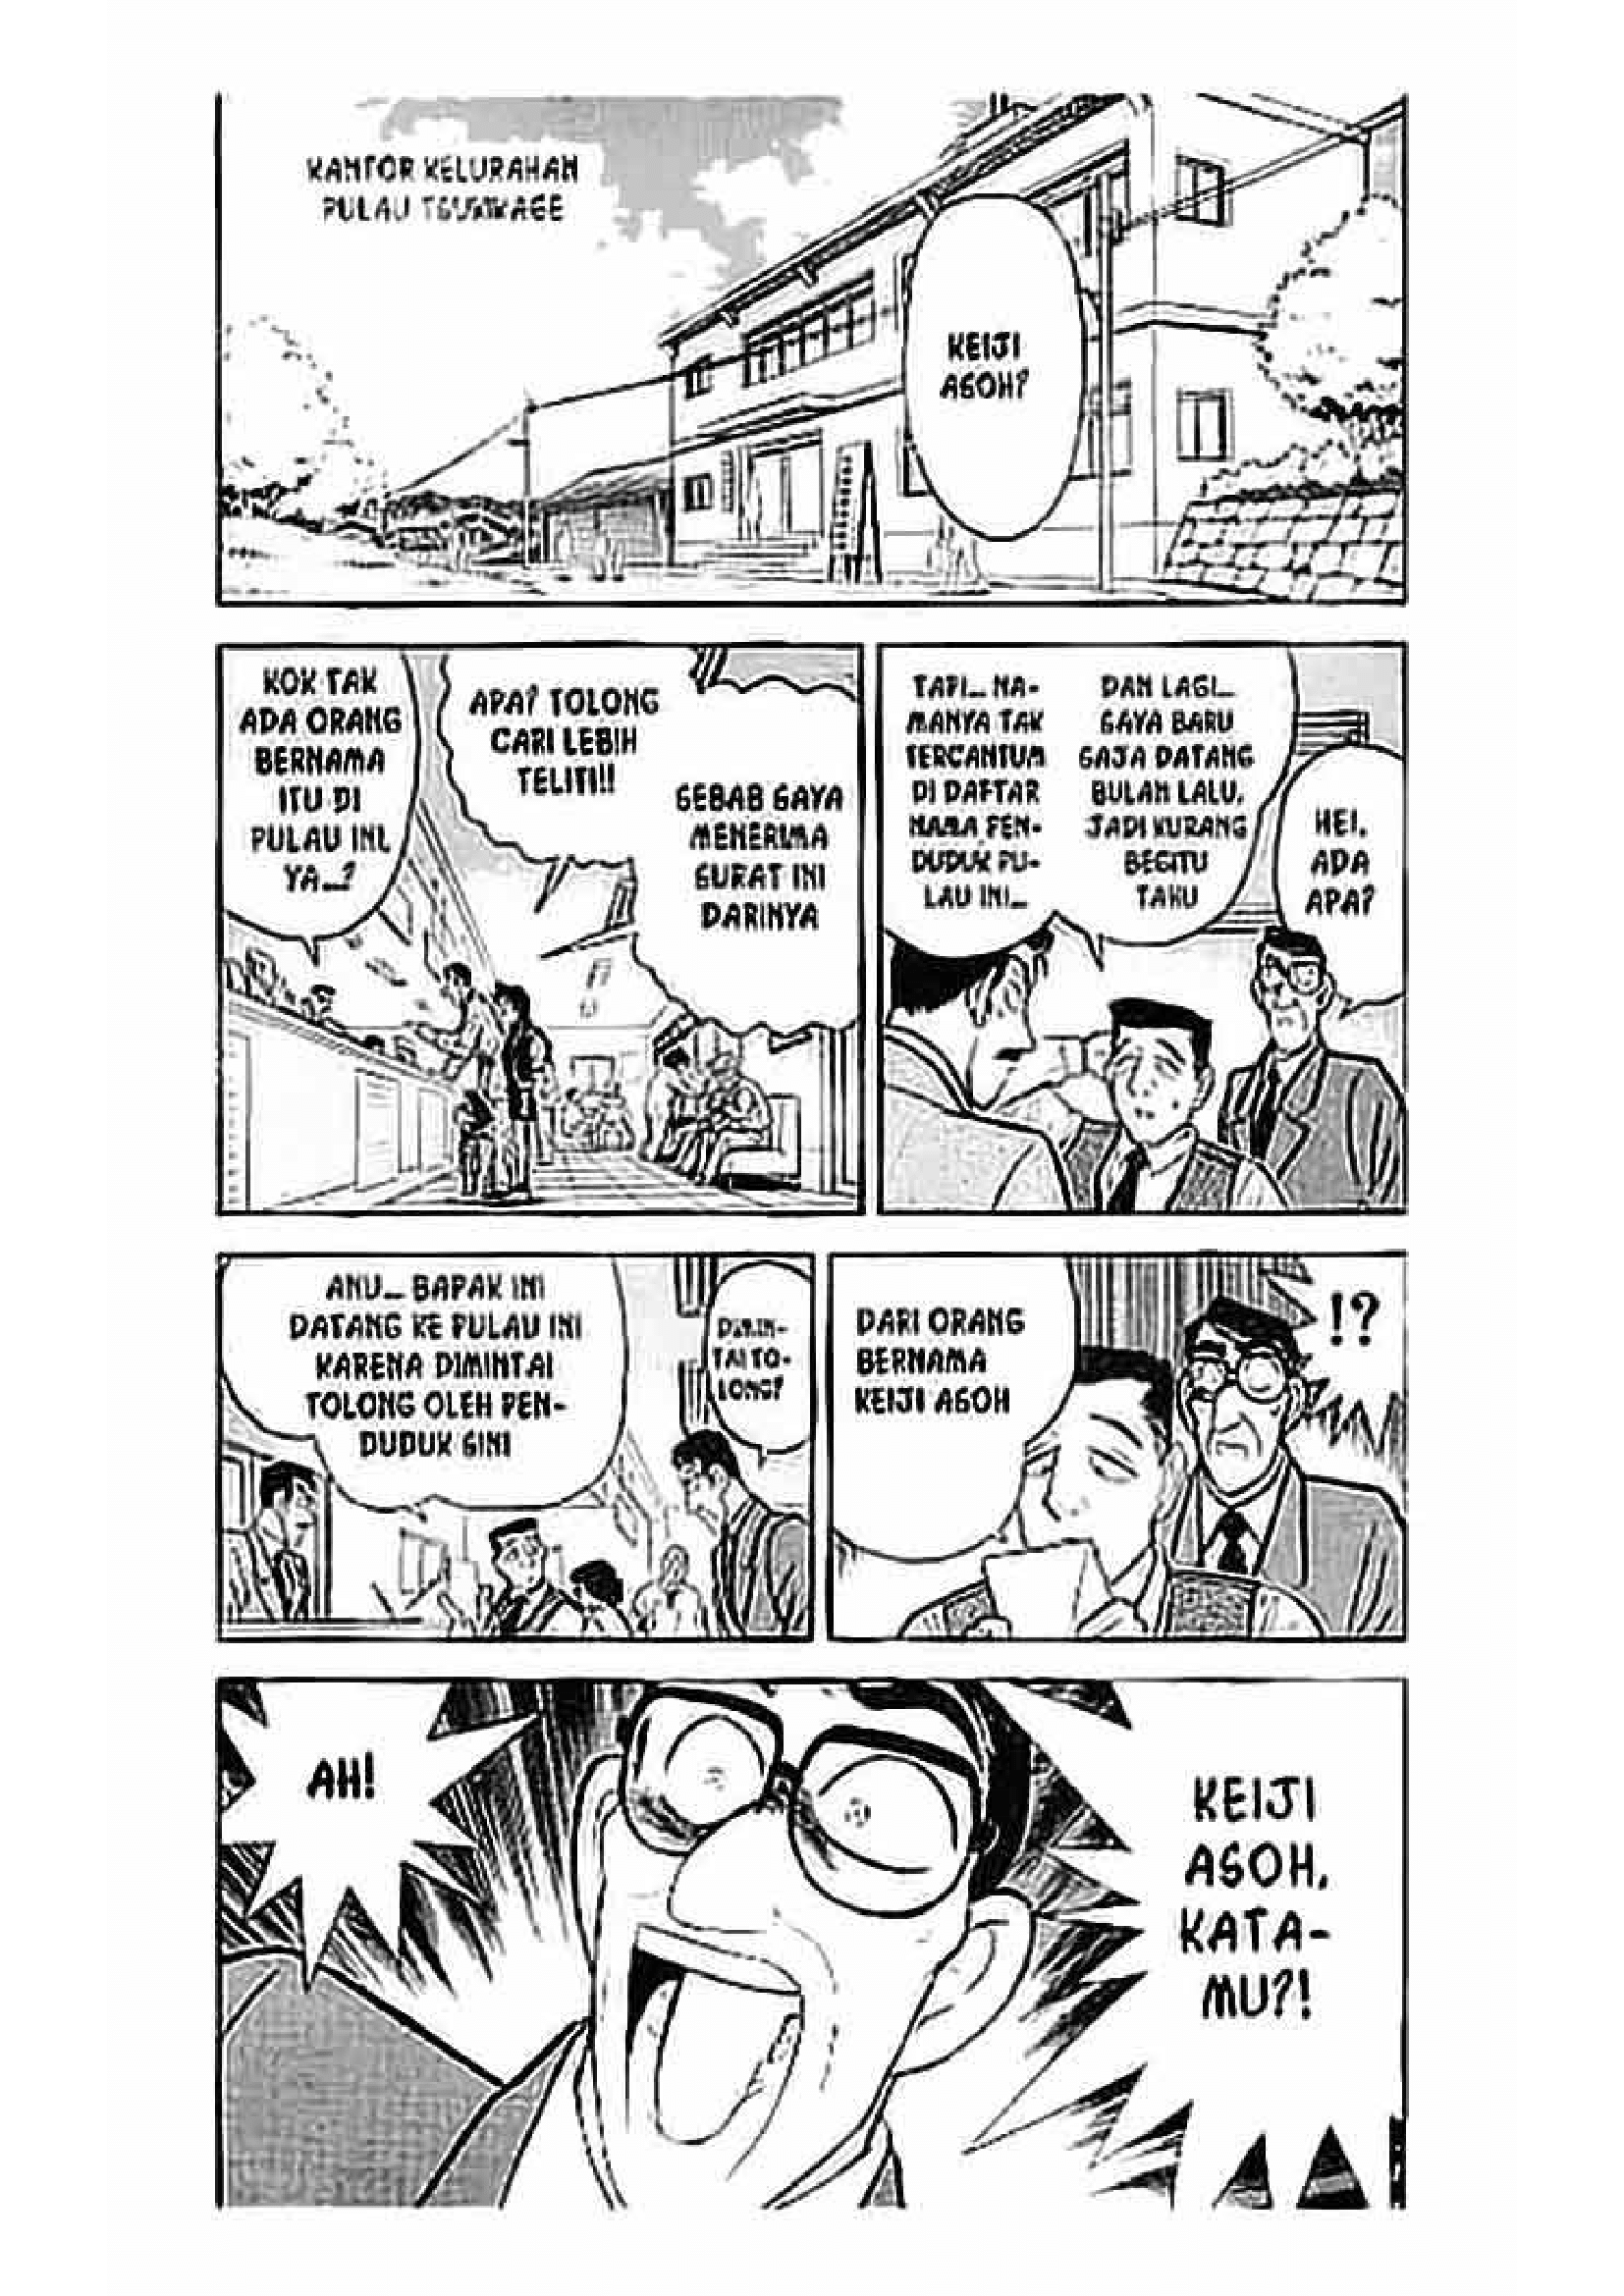 KANTOR KELURAHAN
PULAU TSUKIKAGE
KEIJI
ASOH?
KOK TAK
ADA ORANG
BERNAMA
ITU DI
PULAU INI,
YA...?
APA? TOLONG
CARI LEBIH
TELITI!!
SEBAB SAYA
MENERIMA
SURAT INI
DARINYA
TAPI... NA-
MANYA TAK
TERCANTUM
DI DAFTAR
NAMA PEN-
DUDUK PU-
LAU INI...
DAN LAGI...
SAYA BARU
SAJA DATANG
BULAN LALU,
JADI KURANG
BEGITU
TAHU
HEI,
ADA
APA?
ANU... BAPAK INI
DATANG KE PULAU INI
KARENA DIMINTAI
TOLONG OLEH PEN-
DUDUK SINI
DIMIN-
TAI TO-
LONG?
DARI ORANG
BERNAMA
KEIJI ASOH
!?
AH!
KEIJI
ASOH,
KATA-
MU?!